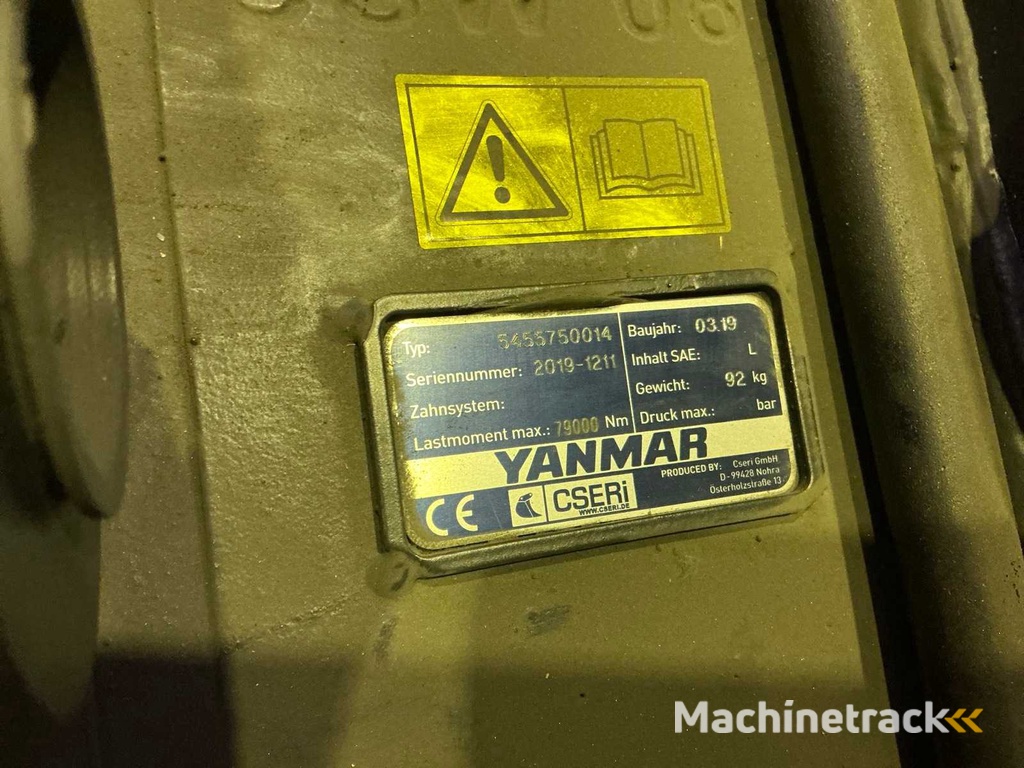 Typ: 5455750014
Seriennummer: 2019-1211
Zahnsystem:
Lastmoment max.: 79000 Nm
Baujahr: 03.19
Inhalt SAE: L
Gewicht: 92 kg
Druck max.: bar
YANMAR
PRODUCED BY: Cseri GmbH
D-99428 Nohra
Österholzstraße 13
CE
CSERi
WWW.CSERI.DE
Machinetrack